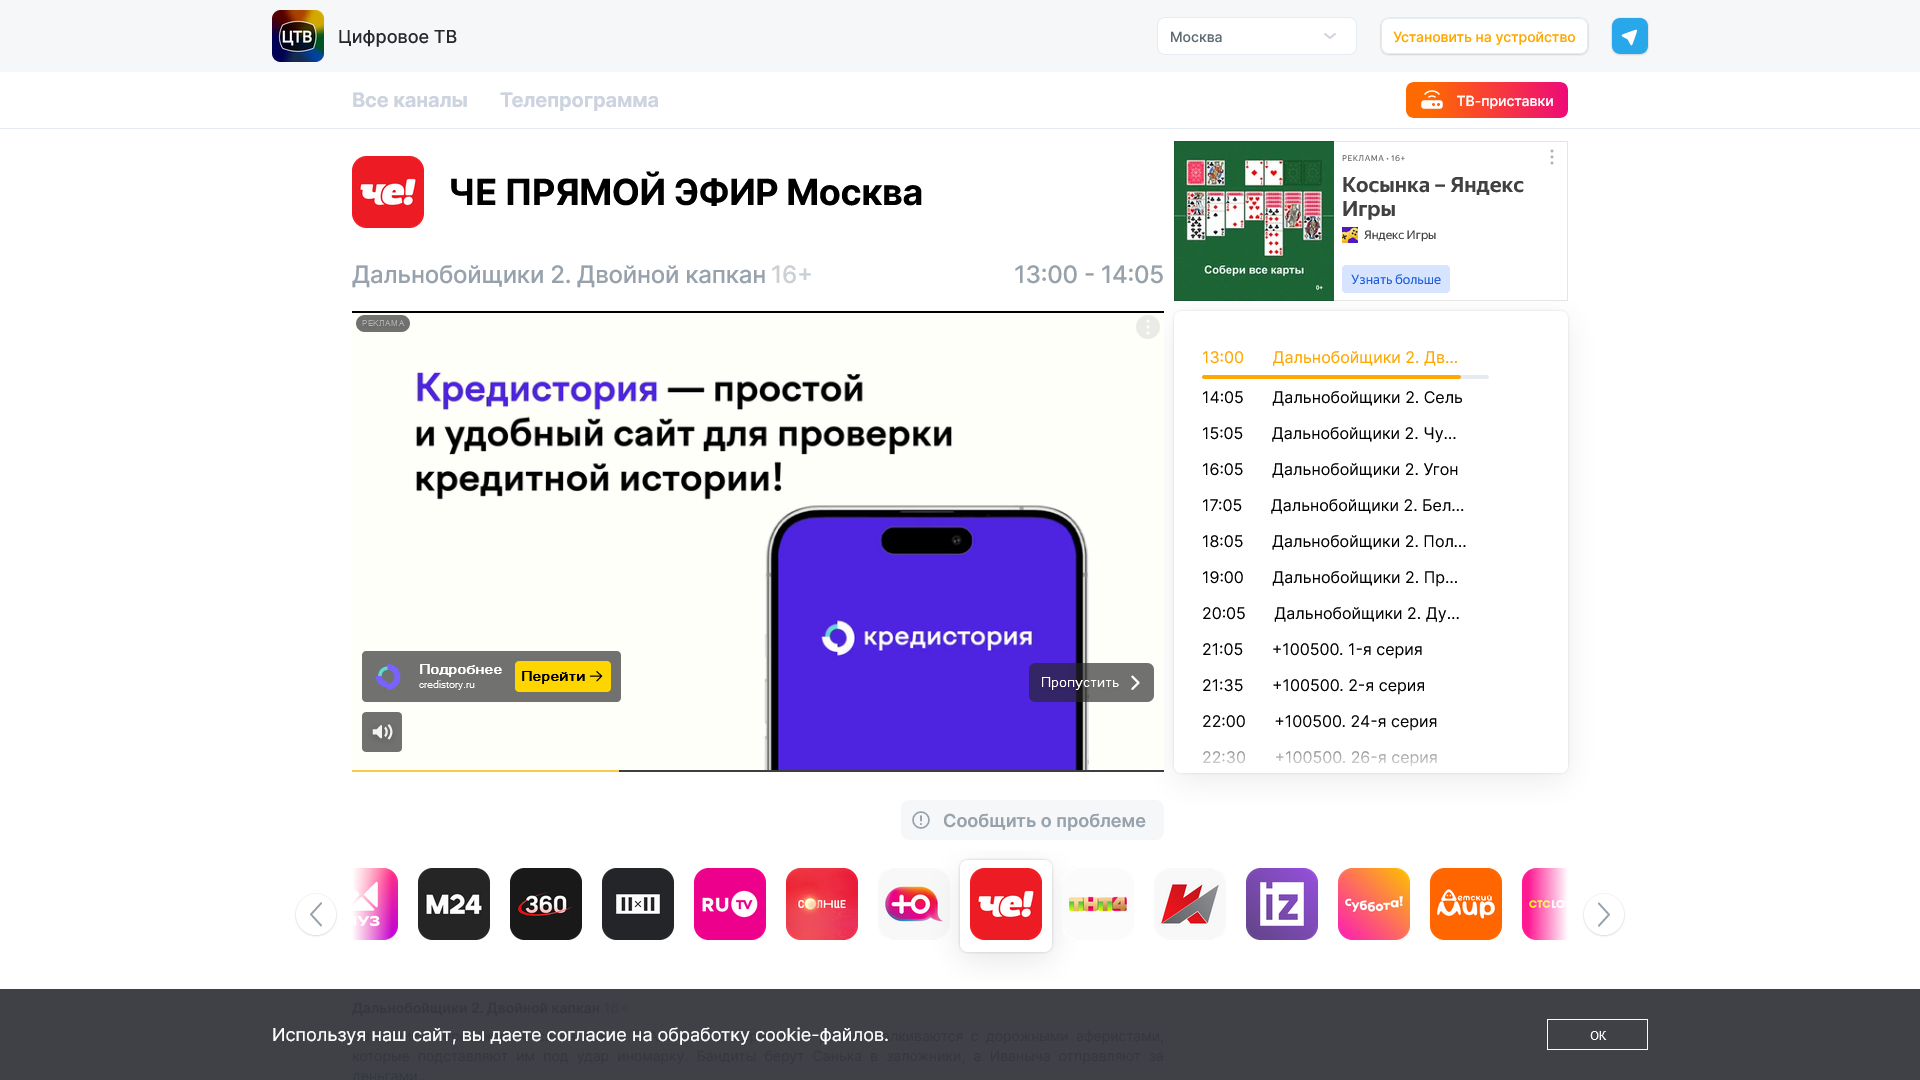 ЦТВ
Цифровое ТВ
Москва
Установить на устройство
Все каналы
Телепрограмма
ТВ-приставки
че!
ЧЕ ПРЯМОЙ ЭФИР Москва
Дальнобойщики 2. Двойной капкан 16+
13:00 - 14:05
РЕКЛАМА • 16+
Косынка – Яндекс
Игры
Яндекс Игры
Узнать больше
Собери все карты
0+
РЕКЛАМА
Кредистория — простой
и удобный сайт для проверки
кредитной истории!
кредистория
Подробнее
credistory.ru
Перейти →
Пропустить
13:00 Дальнобойщики 2. Дв...
14:05 Дальнобойщики 2. Сель
15:05 Дальнобойщики 2. Чу...
16:05 Дальнобойщики 2. Угон
17:05 Дальнобойщики 2. Бел...
18:05 Дальнобойщики 2. Пол...
19:00 Дальнобойщики 2. Пр...
20:05 Дальнобойщики 2. Ду...
21:05 +100500. 1-я серия
21:35 +100500. 2-я серия
22:00 +100500. 24-я серия
22:30 +100500. 26-я серия
Сообщить о проблеме
УЗ
М24
360
RU TV
СОЛНЦЕ
Ю
че!
ТНТ4
iz
суббота!
Детский Мир
СТС LO
Дальнобойщики 2. Двойной капкан 16+
Используя наш сайт, вы даете согласие на обработку cookie-файлов.
ОК
с дорожными аферистами,
которые подставляют им под удар иномарку. Бандиты берут Санька в заложники, а Иваныча отправляют за
деньгами